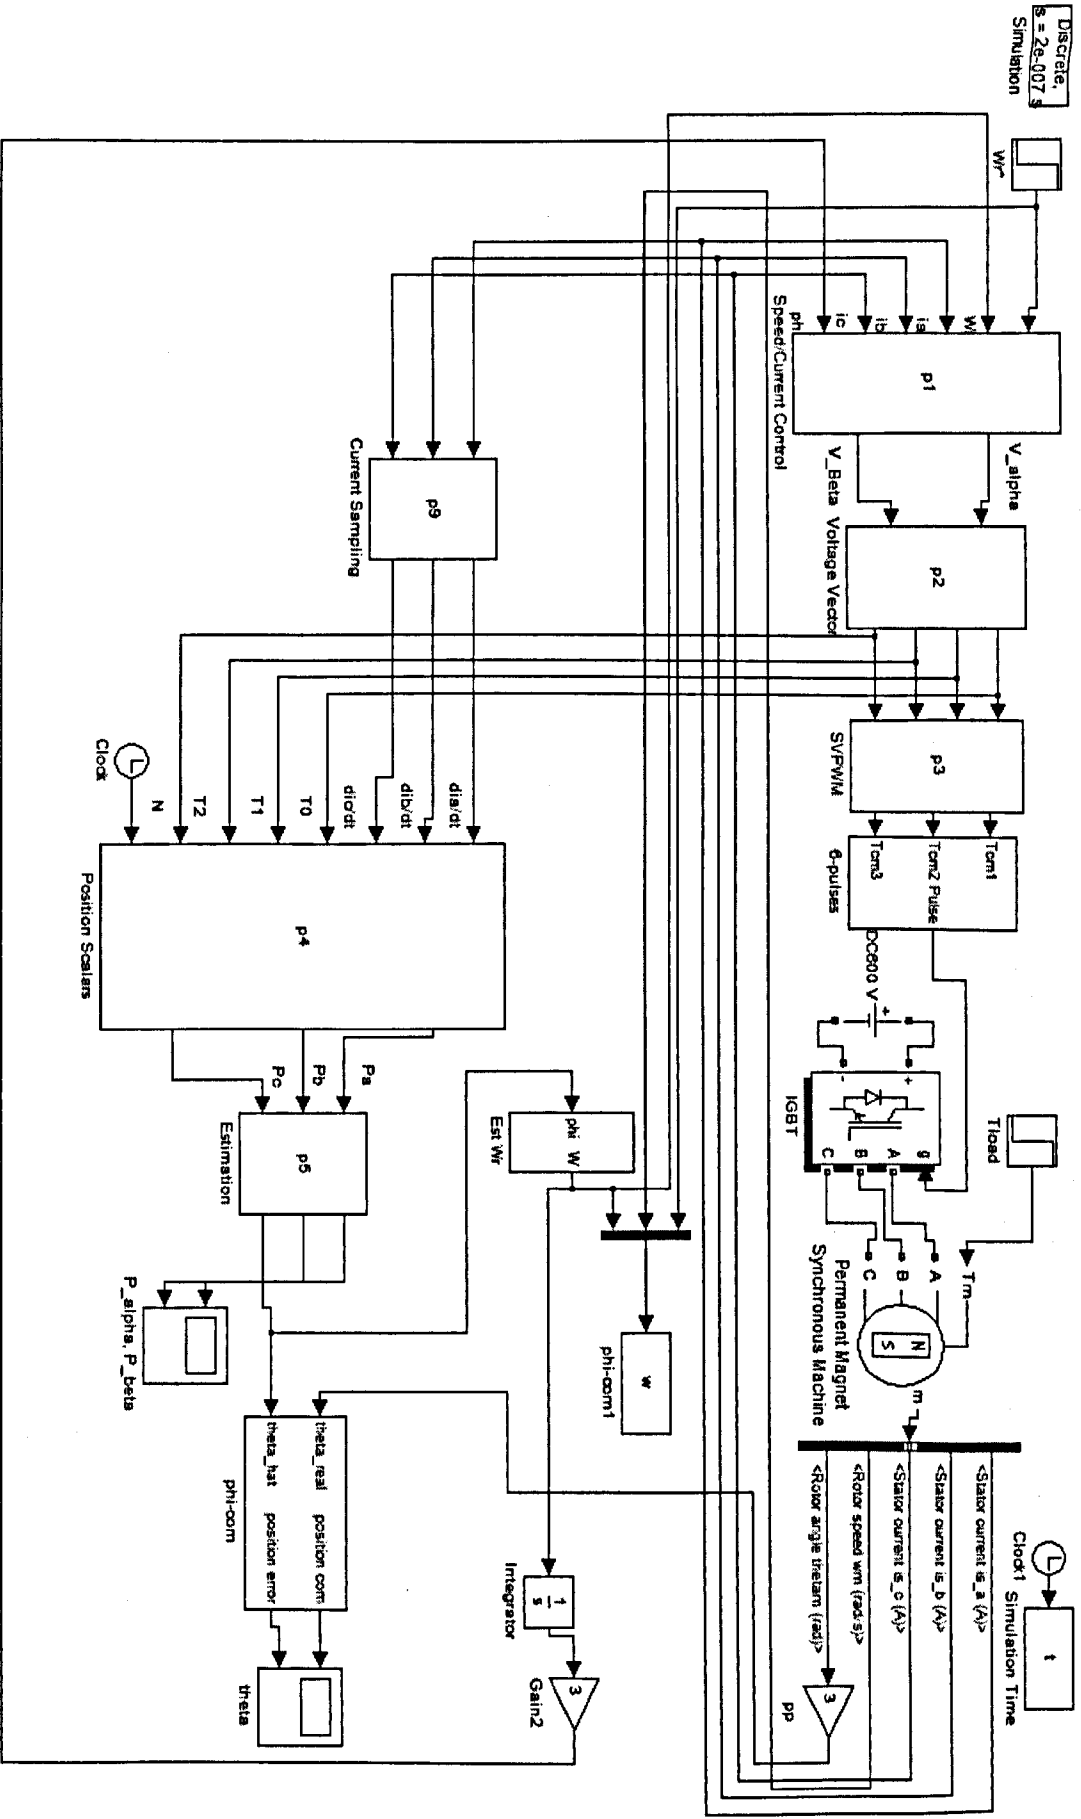 Discrete,
s = 2e-007 s
Simulation
Wr*
W
ia
ib
ic
ph
p1
Speed/Current Control
V_alpha
V_Beta
p2
Voltage Vector
p3
SVPWM
Tcm1
Tcm2 Pulse
Tcm3
6-pulses
DC600 V
+
+
-
g
A
B
C
IGBT
Tload
Tm
A
B
C
N
S
m
Permanent Magnet
Synchronous Machine
<Stator current is_a (A)>
<Stator current is_b (A)>
<Stator current is_c (A)>
<Rotor speed wm (rad/s)>
<Rotor angle thetam (rad)>
Clock1
t
Simulation Time
3
pp
p9
Current Sampling
dia/dt
dib/dt
dic/dt
T0
T1
T2
N
Clock
p4
Position Scalars
Pa
Pb
Pc
p5
Estimation
phi W
Est Wr
w
phi-com1
P_alpha, P_beta
theta_real position com
theta_hat position error
phi-com
theta
1
s
Integrator
3
Gain2